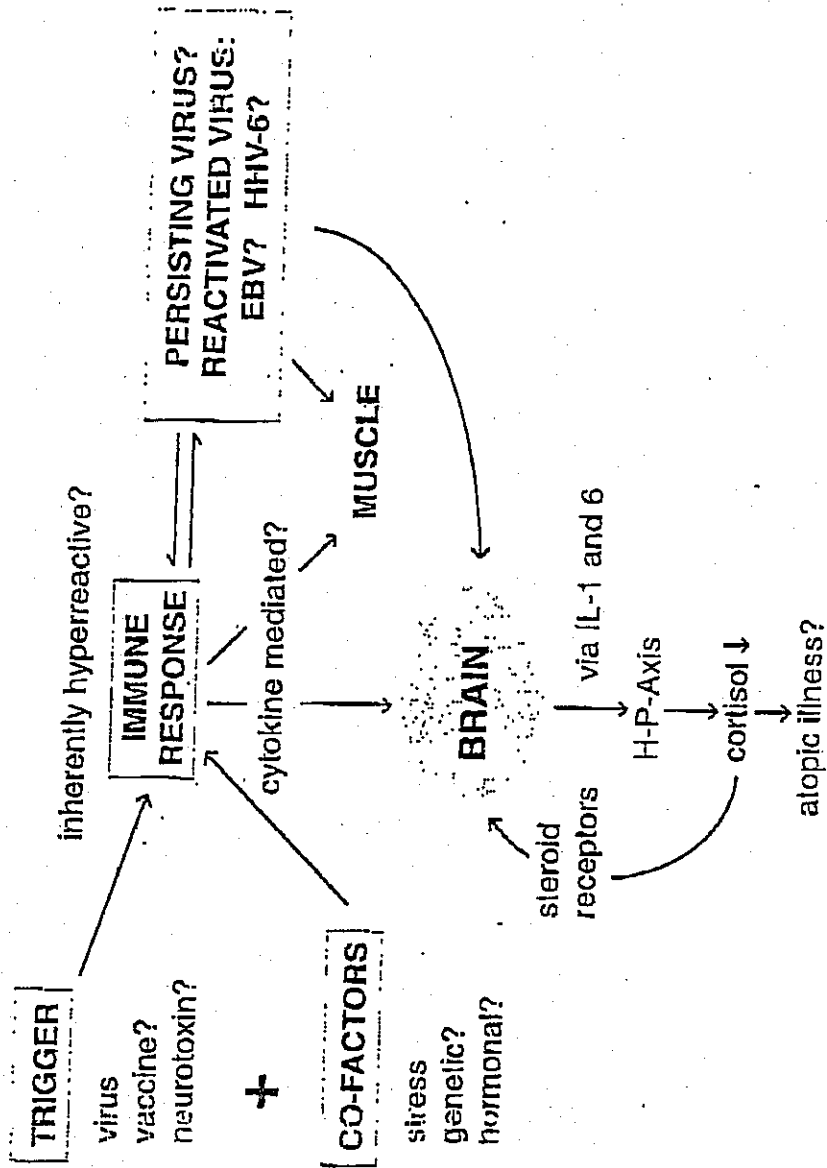 TRIGGER
virus
vaccine?
neurotoxin?
+
CO-FACTORS
stress
genetic?
hormonal?
inherently hyperreactive?
IMMUNE
RESPONSE
cytokine mediated?
PERSISTING VIRUS?
REACTIVATED VIRUS:
EBV? HHV-6?
MUSCLE
BRAIN
steroid
receptors
via IL-1 and 6
H-P-Axis
cortisol ↓
atopic illness?